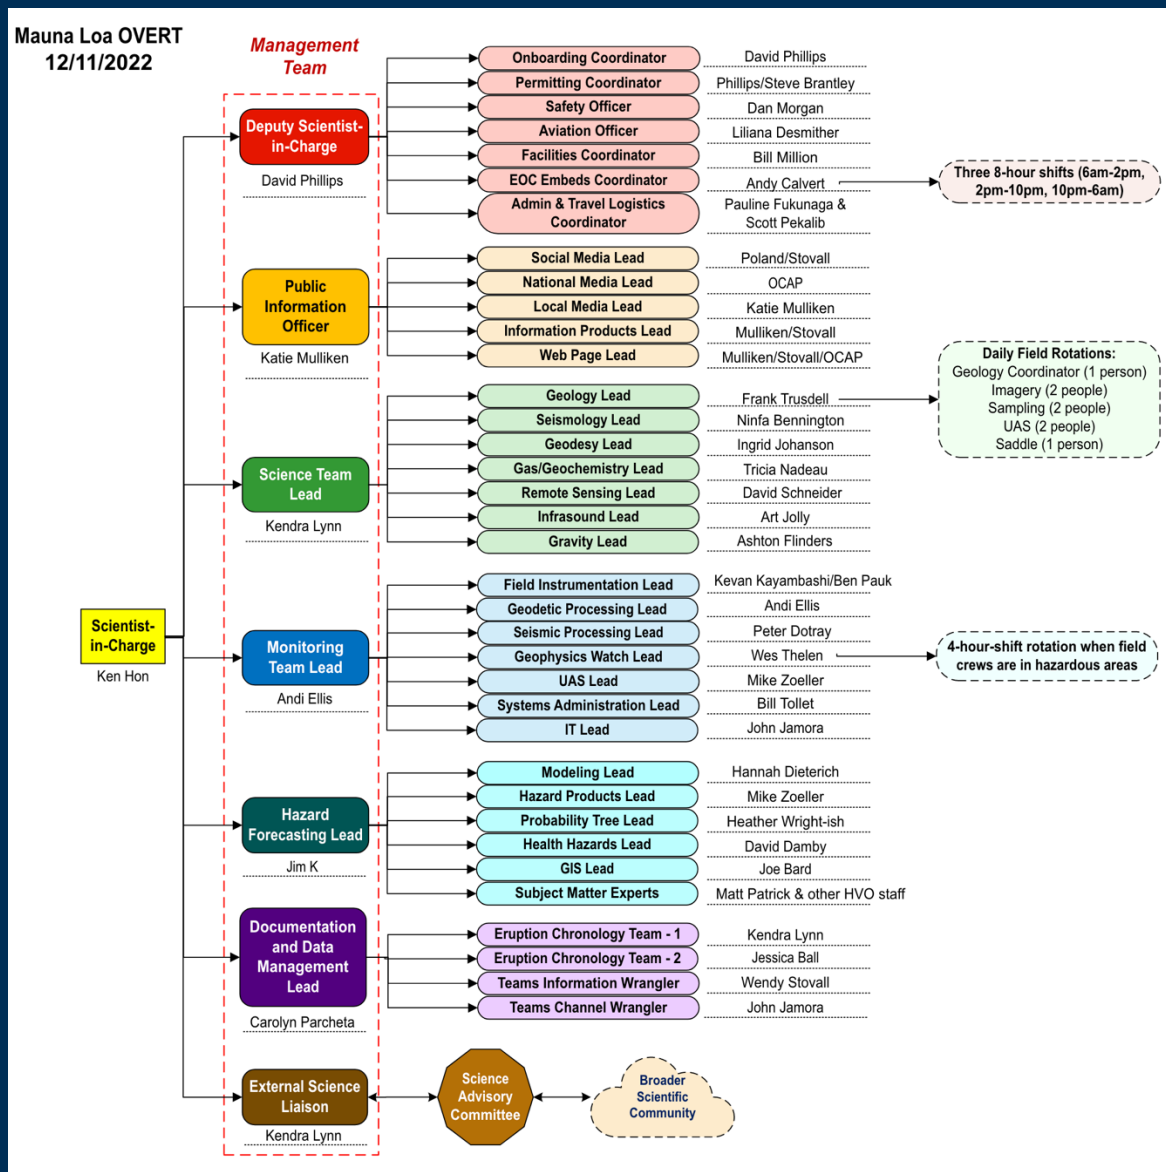 Mauna Loa OVERT
12/11/2022
Management
Team
Scientist-
in-Charge
Ken Hon
Deputy Scientist-
in-Charge
David Phillips
Onboarding Coordinator
David Phillips
Permitting Coordinator
Phillips/Steve Brantley
Safety Officer
Dan Morgan
Aviation Officer
Liliana Desmither
Facilities Coordinator
Bill Million
EOC Embeds Coordinator
Andy Calvert
Three 8-hour shifts (6am-2pm,
2pm-10pm, 10pm-6am)
Admin & Travel Logistics
Coordinator
Pauline Fukunaga &
Scott Pekalib
Public
Information
Officer
Katie Mulliken
Social Media Lead
Poland/Stovall
National Media Lead
OCAP
Local Media Lead
Katie Mulliken
Information Products Lead
Mulliken/Stovall
Web Page Lead
Mulliken/Stovall/OCAP
Science Team
Lead
Kendra Lynn
Geology Lead
Frank Trusdell
Daily Field Rotations:
Geology Coordinator (1 person)
Imagery (2 people)
Sampling (2 people)
UAS (2 people)
Saddle (1 person)
Seismology Lead
Ninfa Bennington
Geodesy Lead
Ingrid Johanson
Gas/Geochemistry Lead
Tricia Nadeau
Remote Sensing Lead
David Schneider
Infrasound Lead
Art Jolly
Gravity Lead
Ashton Flinders
Monitoring
Team Lead
Andi Ellis
Field Instrumentation Lead
Kevan Kayambashi/Ben Pauk
Geodetic Processing Lead
Andi Ellis
Seismic Processing Lead
Peter Dotray
Geophysics Watch Lead
Wes Thelen
4-hour-shift rotation when field
crews are in hazardous areas
UAS Lead
Mike Zoeller
Systems Administration Lead
Bill Tollet
IT Lead
John Jamora
Hazard
Forecasting Lead
Jim K
Modeling Lead
Hannah Dieterich
Hazard Products Lead
Mike Zoeller
Probability Tree Lead
Heather Wright-ish
Health Hazards Lead
David Damby
GIS Lead
Joe Bard
Subject Matter Experts
Matt Patrick & other HVO staff
Documentation
and Data
Management
Lead
Carolyn Parcheta
Eruption Chronology Team - 1
Kendra Lynn
Eruption Chronology Team - 2
Jessica Ball
Teams Information Wrangler
Wendy Stovall
Teams Channel Wrangler
John Jamora
External Science
Liaison
Kendra Lynn
Science
Advisory
Committee
Broader
Scientific
Community